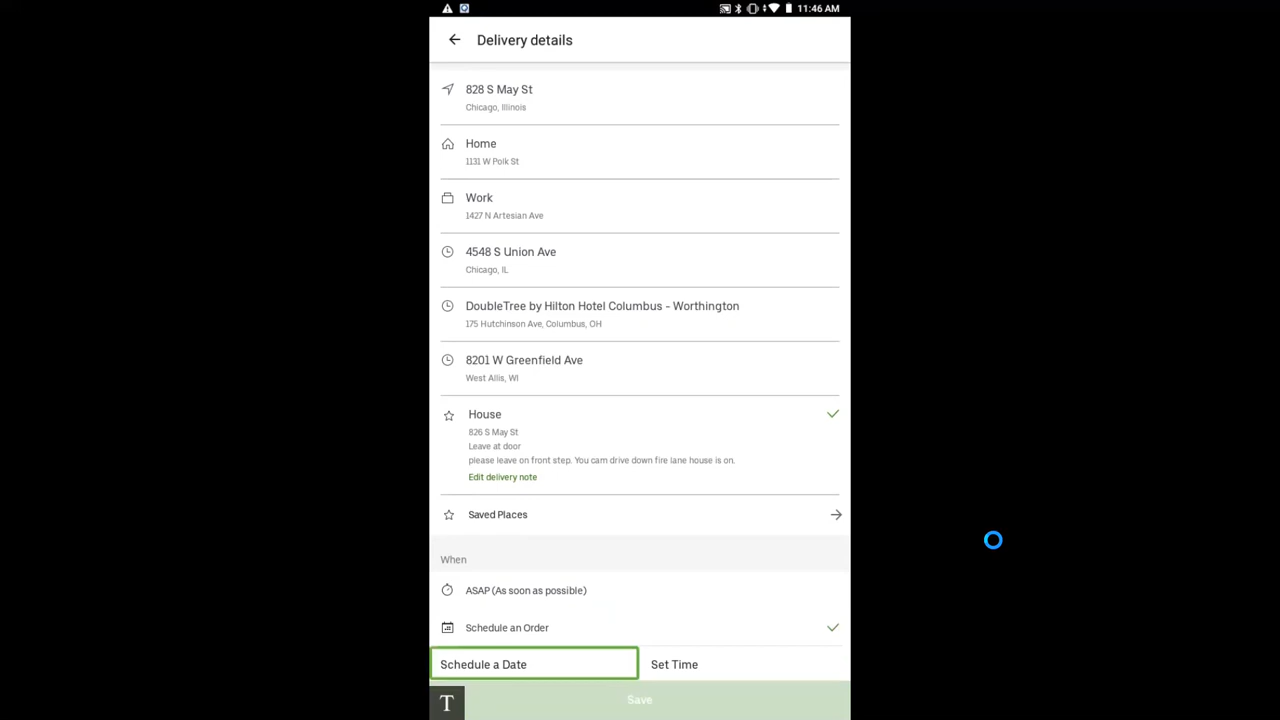 11:46 AM
Delivery details
828 S May St
Chicago, Illinois
Home
1131 W Polk St
Work
1427 N Artesian Ave
4548 S Union Ave
Chicago, IL
DoubleTree by Hilton Hotel Columbus - Worthington
175 Hutchinson Ave, Columbus, OH
8201 W Greenfield Ave
West Allis, WI
House
826 S May St
Leave at door
please leave on front step. You cam drive down fire lane house is on.
Edit delivery note
Saved Places
When
ASAP (As soon as possible)
Schedule an Order
Schedule a Date
Set Time
T
Save